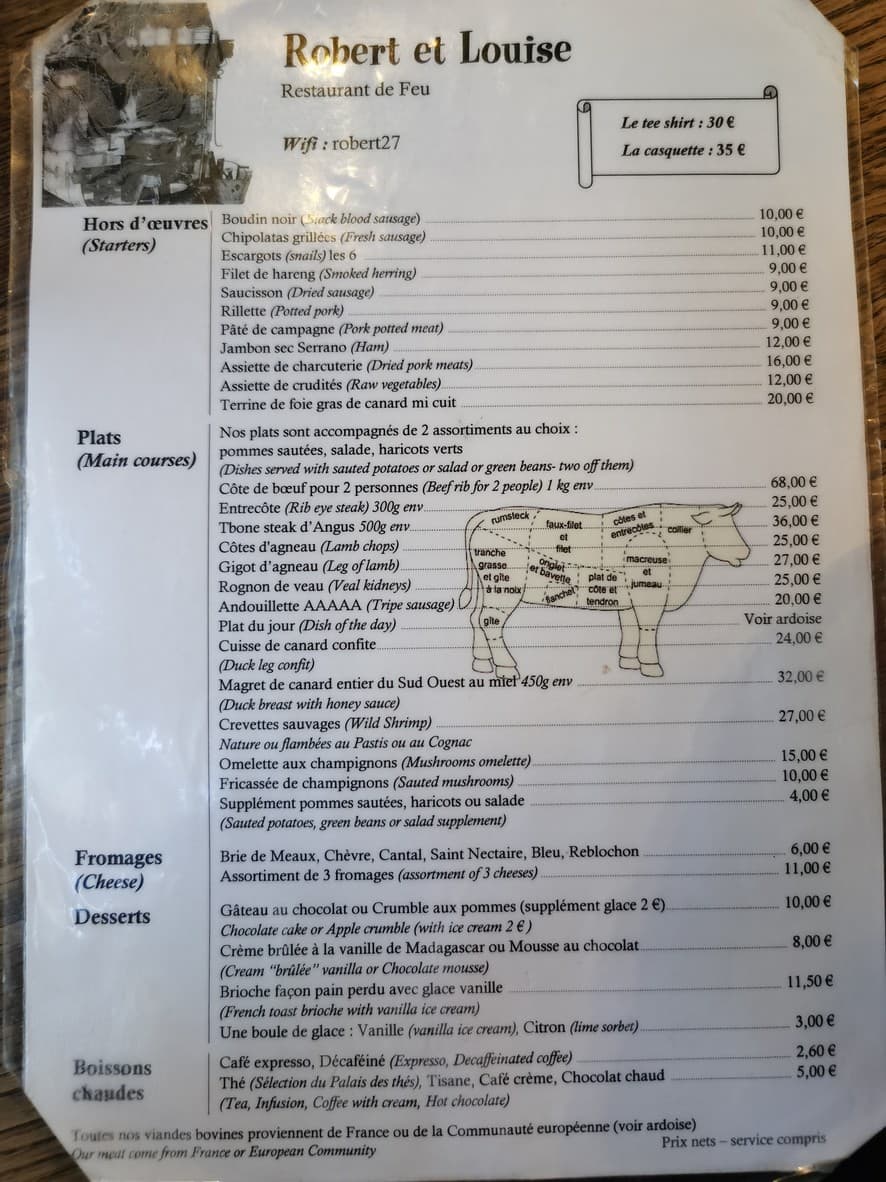 Robert et Louise
Restaurant de Feu
Wifi : robert27
Le tee shirt : 30 €
La casquette : 35 €
Hors d'œuvres
(Starters)
Boudin noir (Black blood sausage) 10,00 €
Chipolatas grillées (Fresh sausage) 10,00 €
Escargots (snails) les 6 11,00 €
Filet de hareng (Smoked herring) 9,00 €
Saucisson (Dried sausage) 9,00 €
Rillette (Potted pork) 9,00 €
Pâté de campagne (Pork potted meat) 9,00 €
Jambon sec Serrano (Ham) 12,00 €
Assiette de charcuterie (Dried pork meats) 16,00 €
Assiette de crudités (Raw vegetables) 12,00 €
Terrine de foie gras de canard mi cuit 20,00 €
Plats
(Main courses)
Nos plats sont accompagnés de 2 assortiments au choix :
pommes sautées, salade, haricots verts
(Dishes served with sauted potatoes or salad or green beans- two off them)
Côte de bœuf pour 2 personnes (Beef rib for 2 people) 1 kg env 68,00 €
Entrecôte (Rib eye steak) 300g env 25,00 €
Tbone steak d'Angus 500g env 36,00 €
Côtes d'agneau (Lamb chops) 25,00 €
Gigot d'agneau (Leg of lamb) 27,00 €
Rognon de veau (Veal kidneys) 25,00 €
Andouillette AAAAA (Tripe sausage) 20,00 €
Plat du jour (Dish of the day) Voir ardoise
Cuisse de canard confite 24,00 €
(Duck leg confit)
Magret de canard entier du Sud Ouest au miel 450g env 32,00 €
(Duck breast with honey sauce)
Crevettes sauvages (Wild Shrimp) 27,00 €
Nature ou flambées au Pastis ou au Cognac
Omelette aux champignons (Mushrooms omelette) 15,00 €
Fricassée de champignons (Sauted mushrooms) 10,00 €
Supplément pommes sautées, haricots ou salade 4,00 €
(Sauted potatoes, green beans or salad supplement)
rumsteck
faux-filet
et
filet
côtes et
entrecôtes
collier
tranche
grasse
et gîte
à la noix
onglet
et bavette
flanchet
plat de
côte et
tendron
macreuse
et
jumeau
gîte
Fromages
(Cheese)
Brie de Meaux, Chèvre, Cantal, Saint Nectaire, Bleu, Reblochon 6,00 €
Assortiment de 3 fromages (assortment of 3 cheeses) 11,00 €
Desserts
Gâteau au chocolat ou Crumble aux pommes (supplément glace 2 €) 10,00 €
Chocolate cake or Apple crumble (with ice cream 2 €)
Crème brûlée à la vanille de Madagascar ou Mousse au chocolat 8,00 €
(Cream "brûlée" vanilla or Chocolate mousse)
Brioche façon pain perdu avec glace vanille 11,50 €
(French toast brioche with vanilla ice cream)
Une boule de glace : Vanille (vanilla ice cream), Citron (lime sorbet) 3,00 €
Boissons
chaudes
Café expresso, Décaféiné (Expresso, Decaffeinated coffee) 2,60 €
Thé (Sélection du Palais des thés), Tisane, Café crème, Chocolat chaud 5,00 €
(Tea, Infusion, Coffee with cream, Hot chocolate)
Toutes nos viandes bovines proviennent de France ou de la Communauté européenne (voir ardoise)
Our meat come from France or European Community
Prix nets – service compris